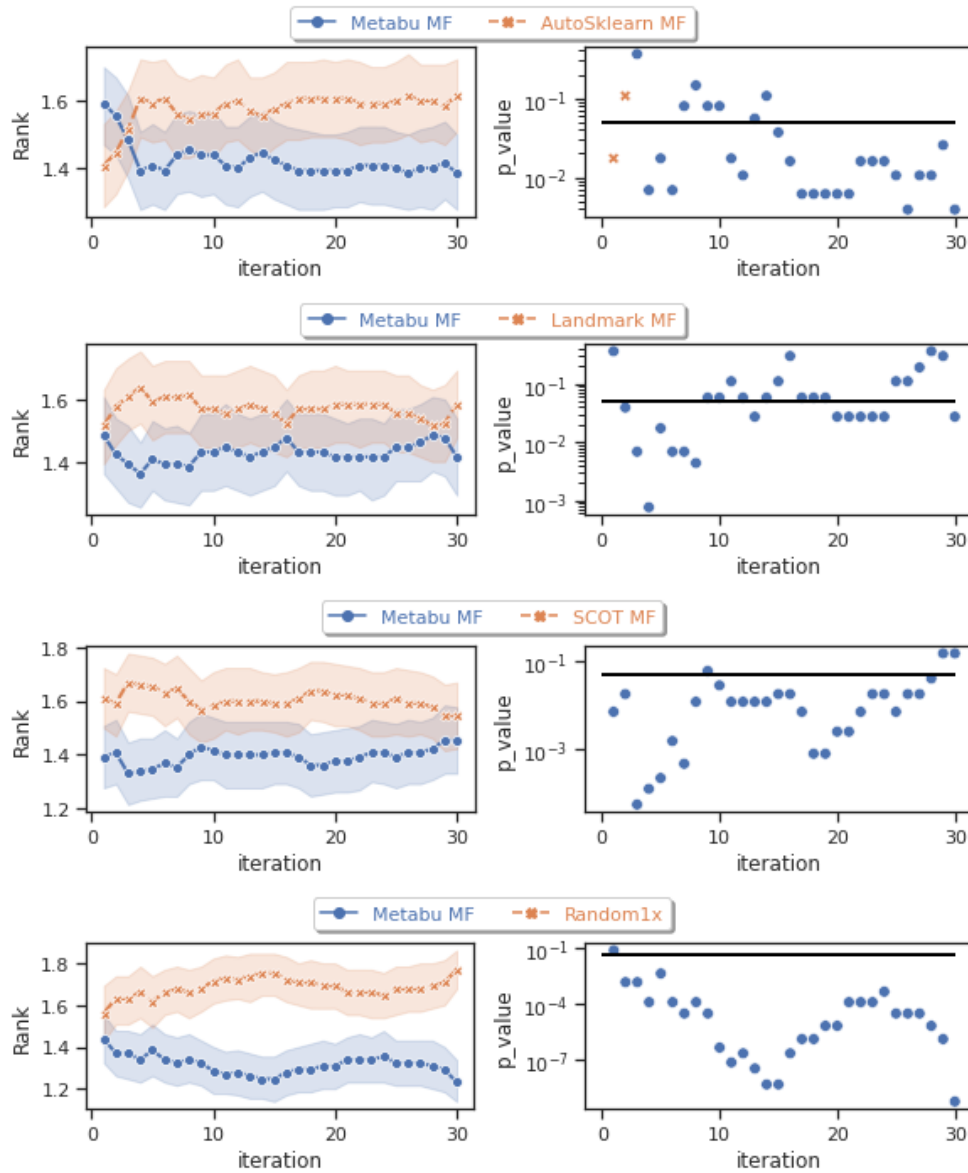 Metabu MF AutoSklearn MF
Rank
1.6
1.4
0 10 20 30
iteration
p_value
10⁻¹
10⁻²
0 10 20 30
iteration
Metabu MF Landmark MF
Rank
1.6
1.4
0 10 20 30
iteration
p_value
10⁻¹
10⁻²
10⁻³
0 10 20 30
iteration
Metabu MF SCOT MF
Rank
1.8
1.6
1.4
1.2
0 10 20 30
iteration
p_value
10⁻¹
10⁻³
0 10 20 30
iteration
Metabu MF Random1x
Rank
1.8
1.6
1.4
1.2
0 10 20 30
iteration
p_value
10⁻¹
10⁻⁴
10⁻⁷
0 10 20 30
iteration